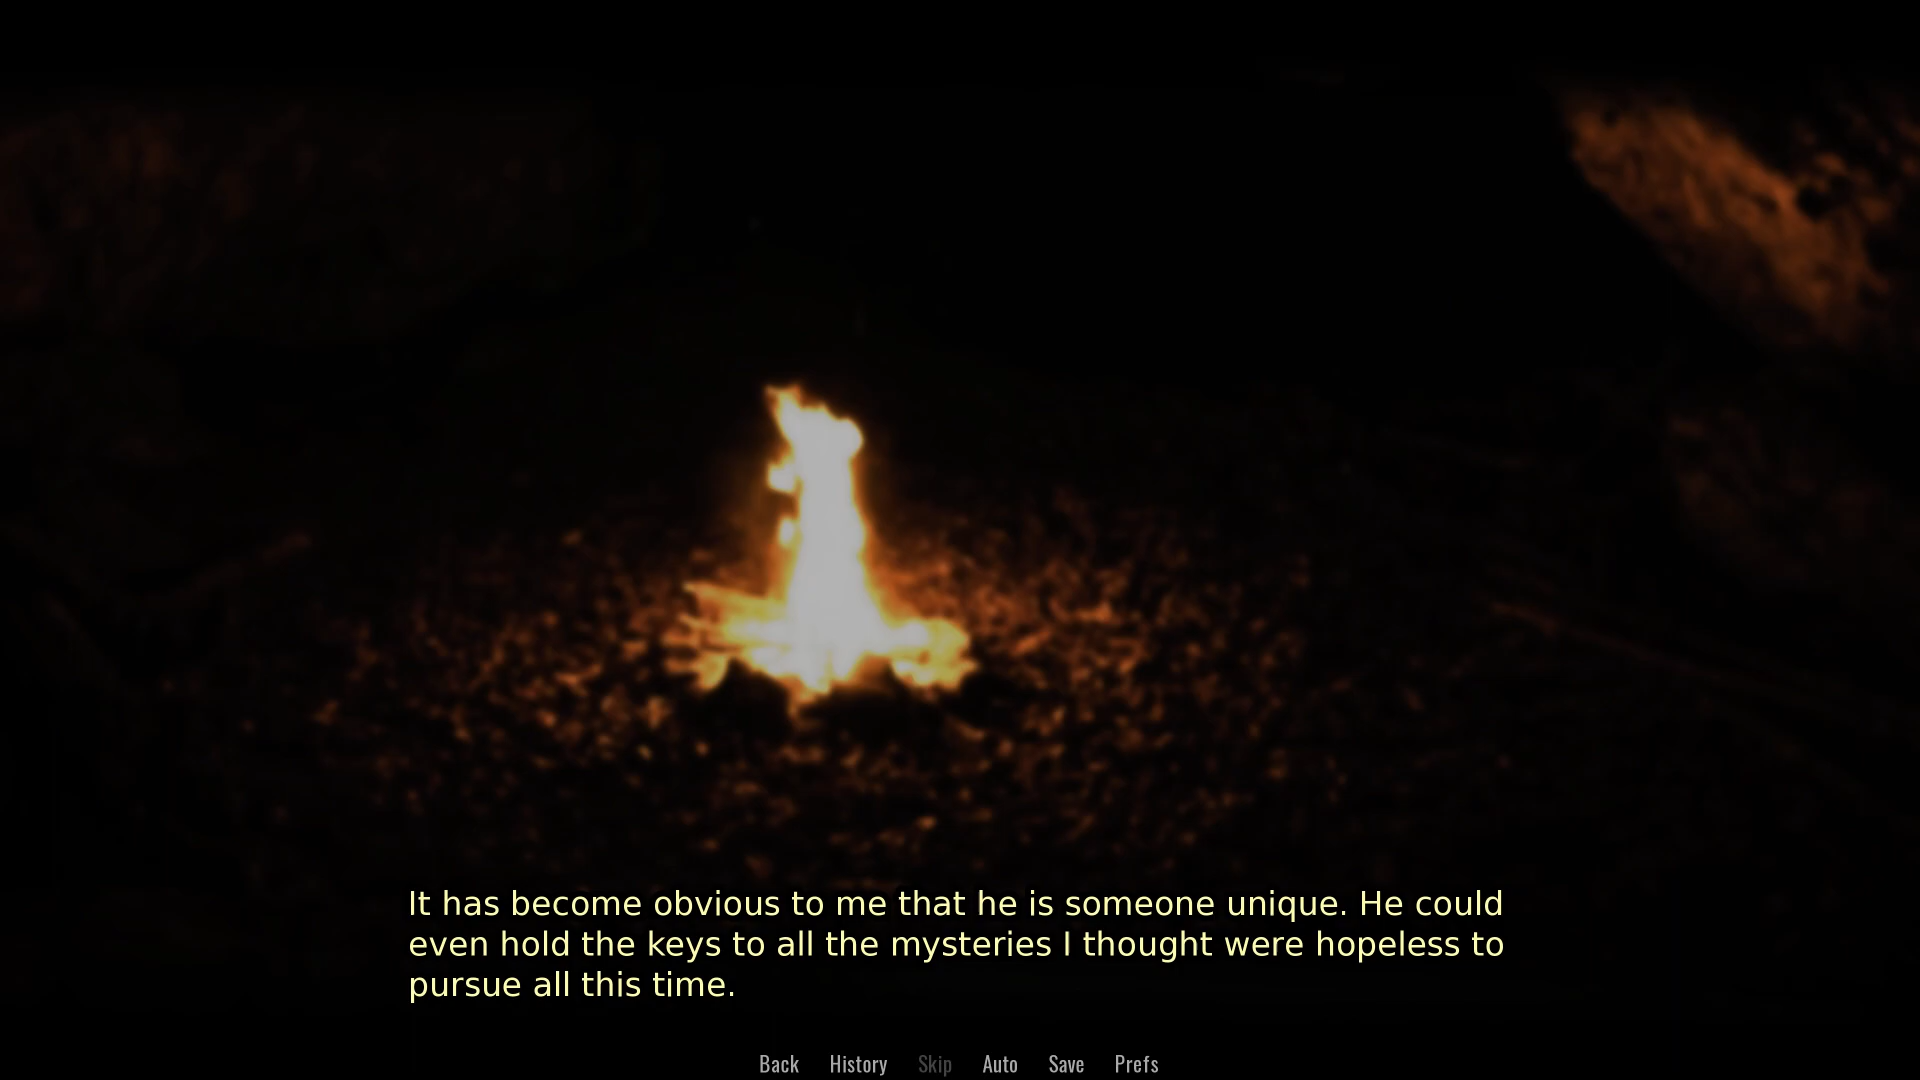 It has become obvious to me that he is someone unique. He could
even hold the keys to all the mysteries I thought were hopeless to
pursue all this time.
Back History Skip Auto Save Prefs